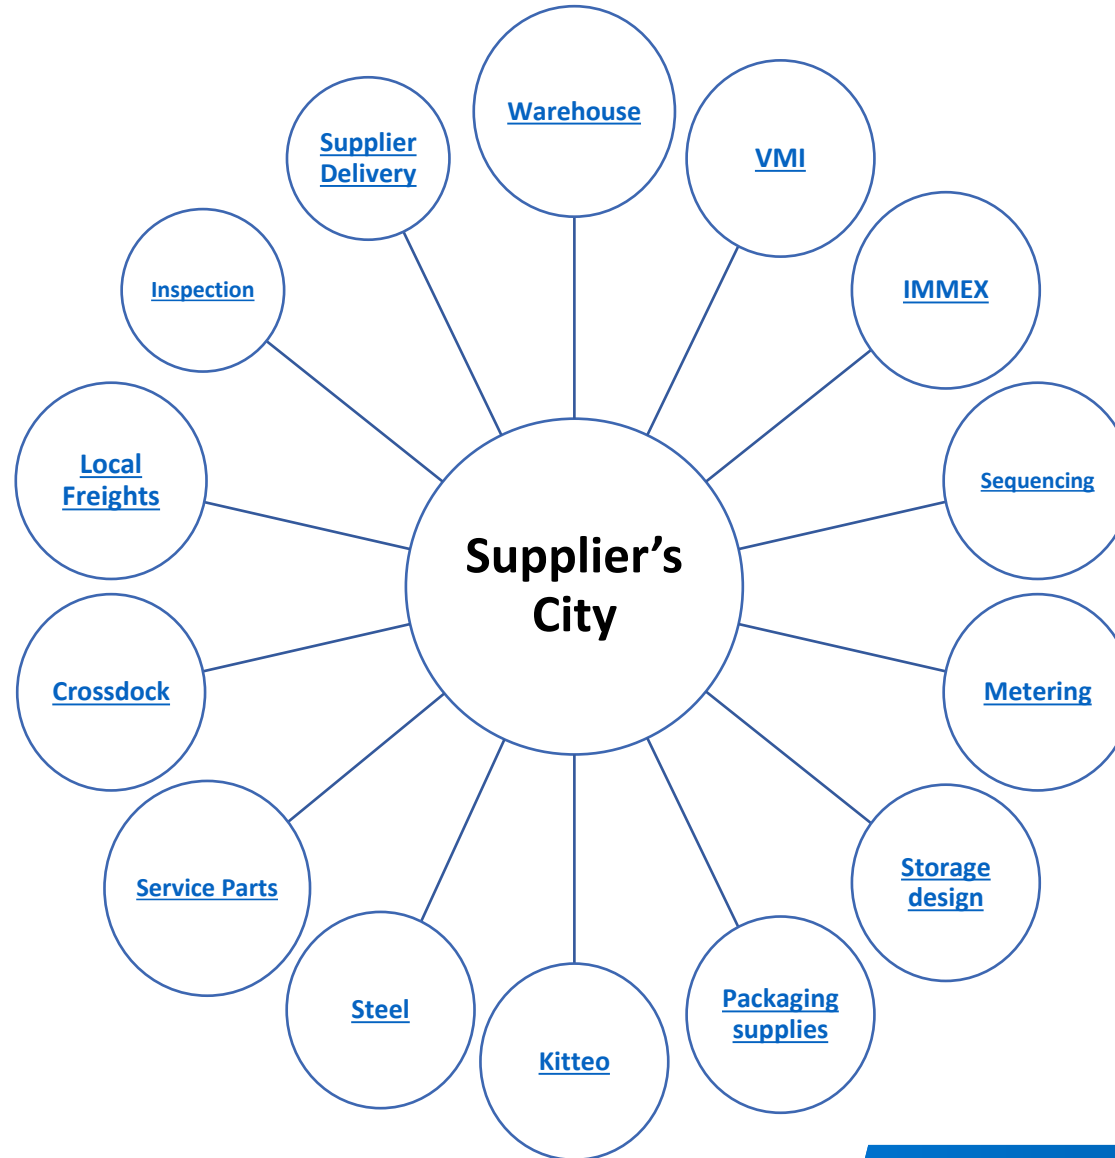 Warehouse
VMI
IMMEX
Sequencing
Metering
Storage
design
Packaging
supplies
Kitteo
Steel
Service Parts
Crossdock
Local
Freights
Inspection
Supplier
Delivery
Supplier’s
City